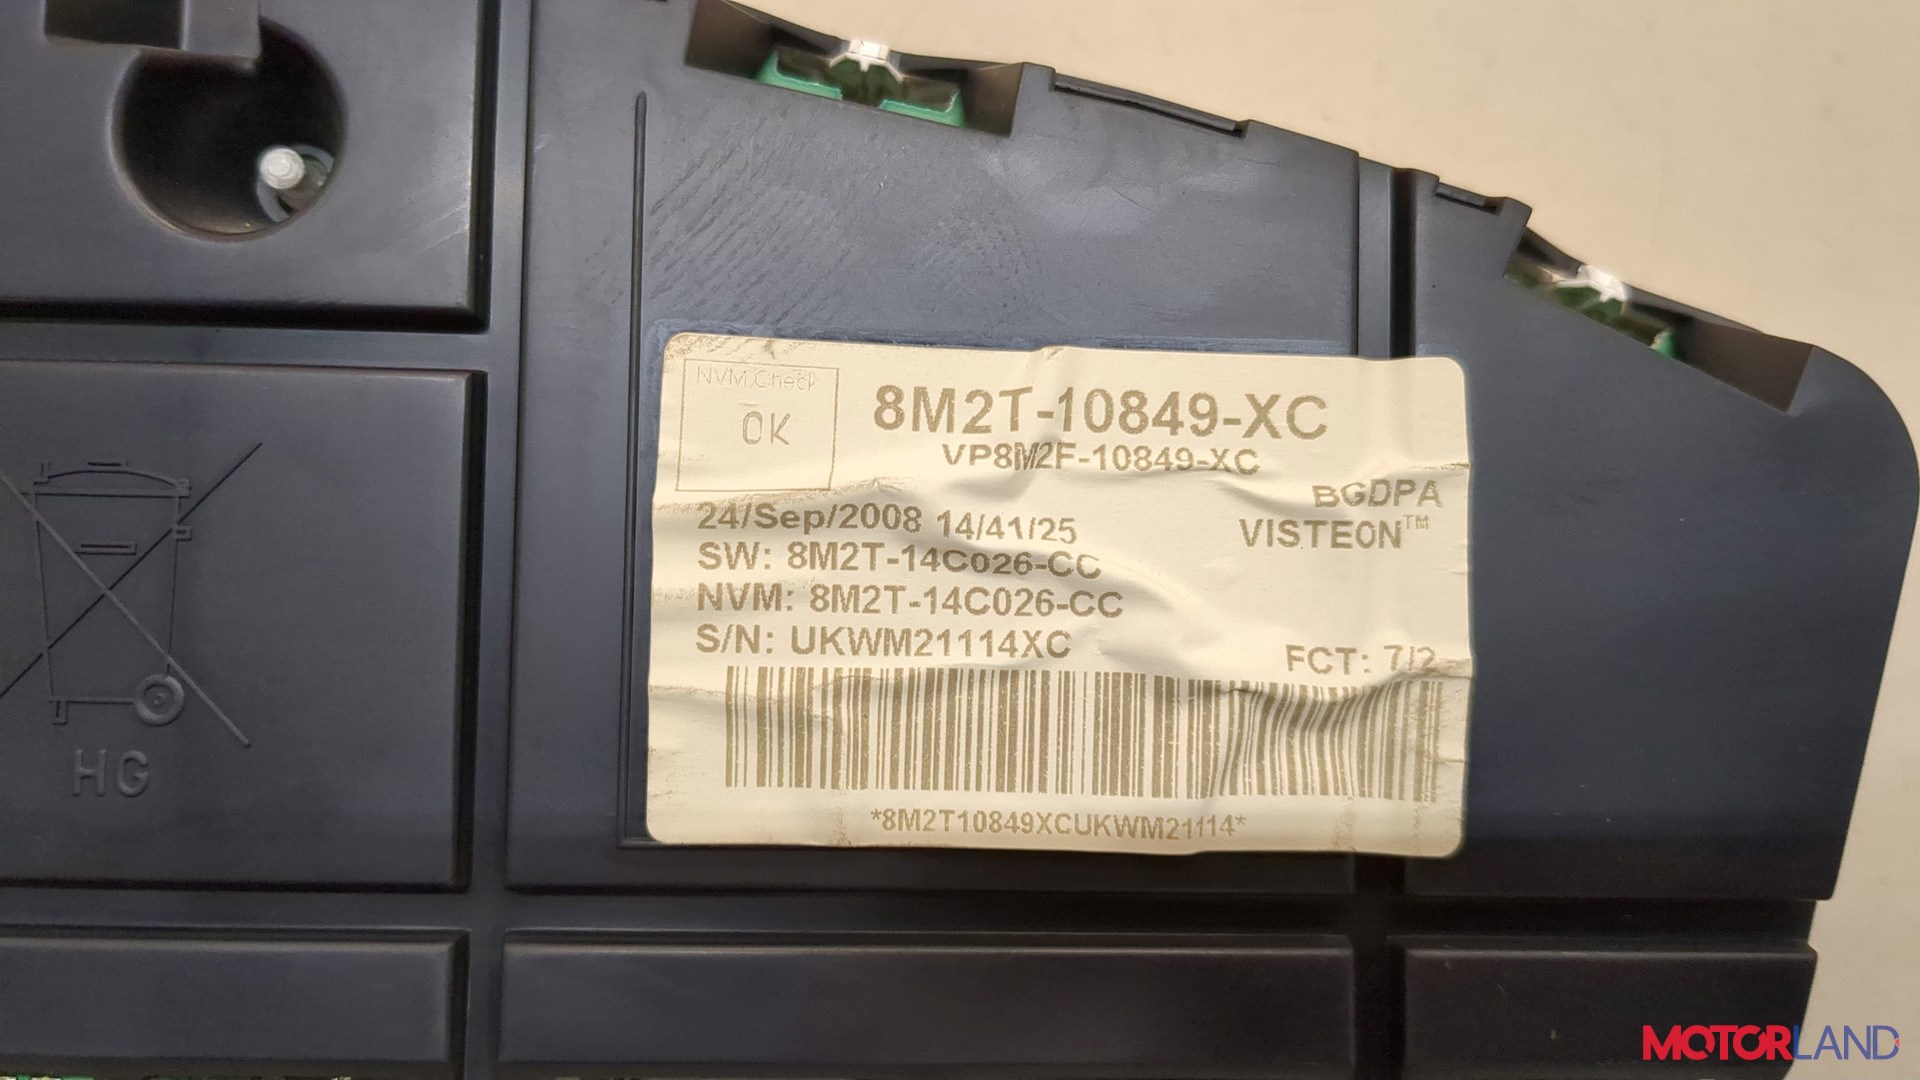 NVM Check
OK
8M2T-10849-XC
VP8M2F-10849-XC
BGDPA
VISTEON™
24/Sep/2008 14/41/25
SW: 8M2T-14C026-CC
NVM: 8M2T-14C026-CC
S/N: UKWM21114XC
FCT: 7/2
*8M2T10849XCUKWM21114*
HG
MOTORLAND